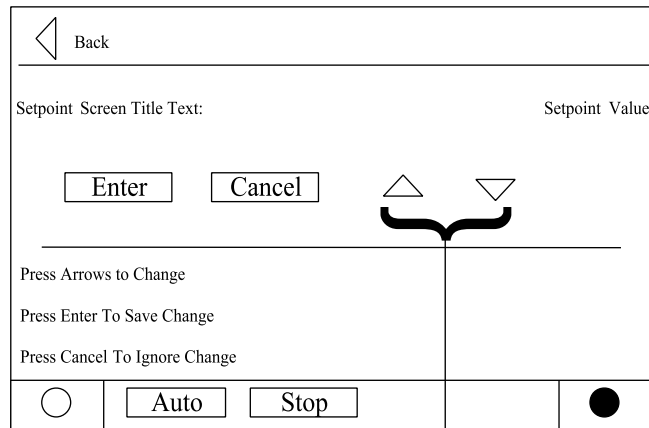 Back
Setpoint Screen Title Text: Setpoint Value
Enter Cancel
Press Arrows to Change
Press Enter To Save Change
Press Cancel To Ignore Change
Auto Stop